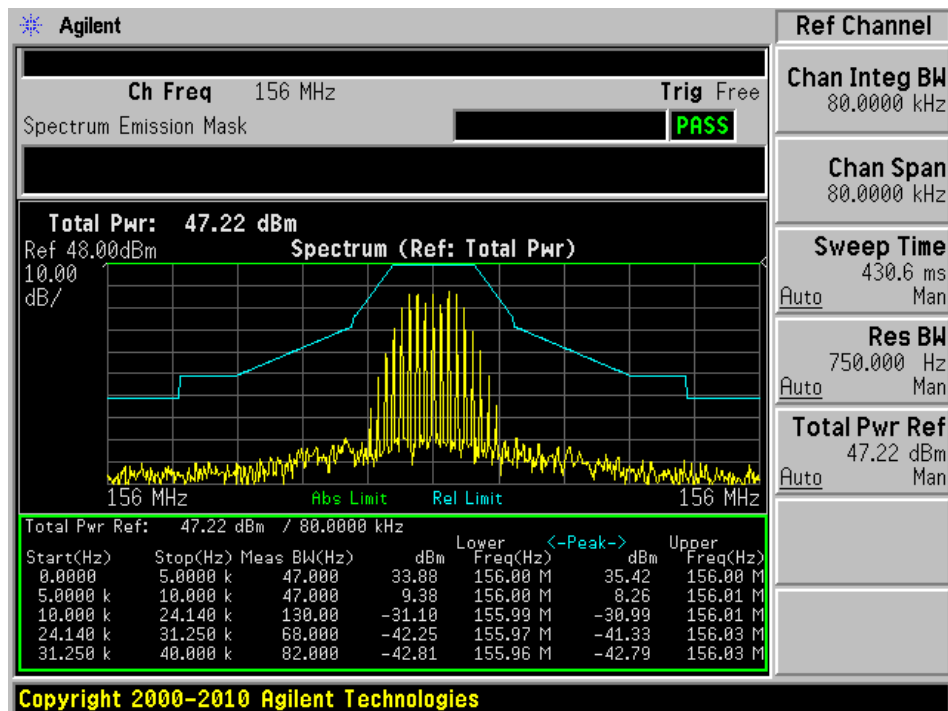 Agilent
Ref Channel
Ch Freq 156 MHz Trig Free
Spectrum Emission Mask PASS
Total Pwr: 47.22 dBm
Ref 48.00dBm Spectrum (Ref: Total Pwr)
10.00
dB/
156 MHz Abs Limit Rel Limit 156 MHz
Total Pwr Ref: 47.22 dBm / 80.0000 kHz
Lower <-Peak-> Upper
Start(Hz) Stop(Hz) Meas BW(Hz) dBm Freq(Hz) dBm Freq(Hz)
0.0000 5.0000 k 47.000 33.88 156.00 M 35.42 156.00 M
5.0000 k 10.000 k 47.000 9.38 156.00 M 8.26 156.01 M
10.000 k 24.140 k 130.00 -31.10 155.99 M -30.99 156.01 M
24.140 k 31.250 k 68.000 -42.25 155.97 M -41.33 156.03 M
31.250 k 40.000 k 82.000 -42.81 155.96 M -42.79 156.03 M
Chan Integ BW
80.0000 kHz
Chan Span
80.0000 kHz
Sweep Time
430.6 ms
Auto Man
Res BW
750.000 Hz
Auto Man
Total Pwr Ref
47.22 dBm
Auto Man
Copyright 2000-2010 Agilent Technologies